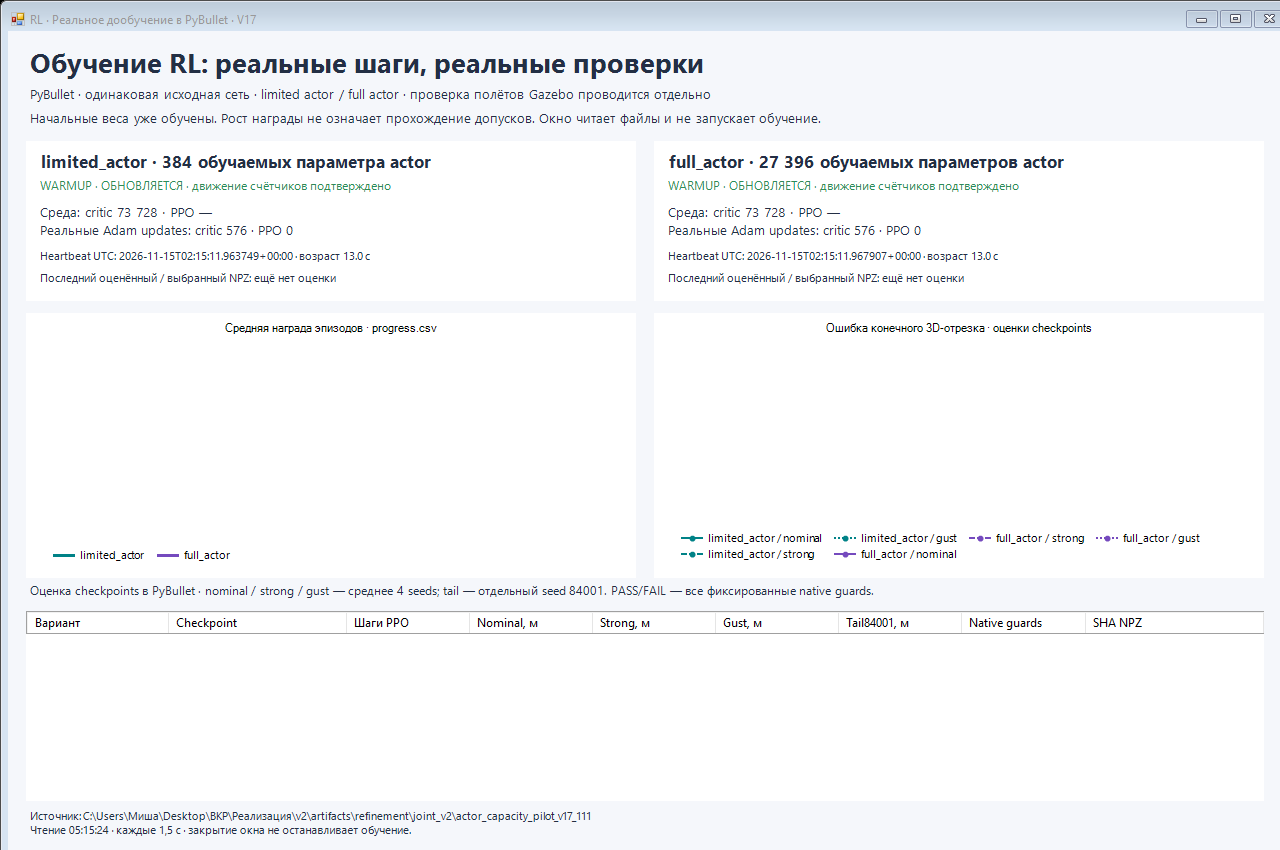 RL · Реальное дообучение в PyBullet · V17
Обучение RL: реальные шаги, реальные проверки
PyBullet · одинаковая исходная сеть · limited actor / full actor · проверка полётов Gazebo проводится отдельно
Начальные веса уже обучены. Рост награды не означает прохождение допусков. Окно читает файлы и не запускает обучение.
limited_actor · 384 обучаемых параметра actor
WARMUP · ОБНОВЛЯЕТСЯ · движение счётчиков подтверждено
Среда: critic 73 728 · PPO —
Реальные Adam updates: critic 576 · PPO 0
Heartbeat UTC: 2026-11-15T02:15:11.963749+00:00 · возраст 13.0 с
Последний оценённый / выбранный NPZ: ещё нет оценки
full_actor · 27 396 обучаемых параметров actor
WARMUP · ОБНОВЛЯЕТСЯ · движение счётчиков подтверждено
Среда: critic 73 728 · PPO —
Реальные Adam updates: critic 576 · PPO 0
Heartbeat UTC: 2026-11-15T02:15:11.967907+00:00 · возраст 13.0 с
Последний оценённый / выбранный NPZ: ещё нет оценки
Средняя награда эпизодов · progress.csv
limited_actor full_actor
Ошибка конечного 3D-отрезка · оценки checkpoints
limited_actor / nominal limited_actor / gust full_actor / strong full_actor / gust
limited_actor / strong full_actor / nominal
Оценка checkpoints в PyBullet · nominal / strong / gust — среднее 4 seeds; tail — отдельный seed 84001. PASS/FAIL — все фиксированные native guards.
Вариант Checkpoint Шаги PPO Nominal, м Strong, м Gust, м Tail84001, м Native guards SHA NPZ
Источник: C:\Users\Миша\Desktop\ВКР\Реализация\v2\artifacts\refinement\joint_v2\actor_capacity_pilot_v17_111
Чтение 05:15:24 · каждые 1,5 с · закрытие окна не останавливает обучение.